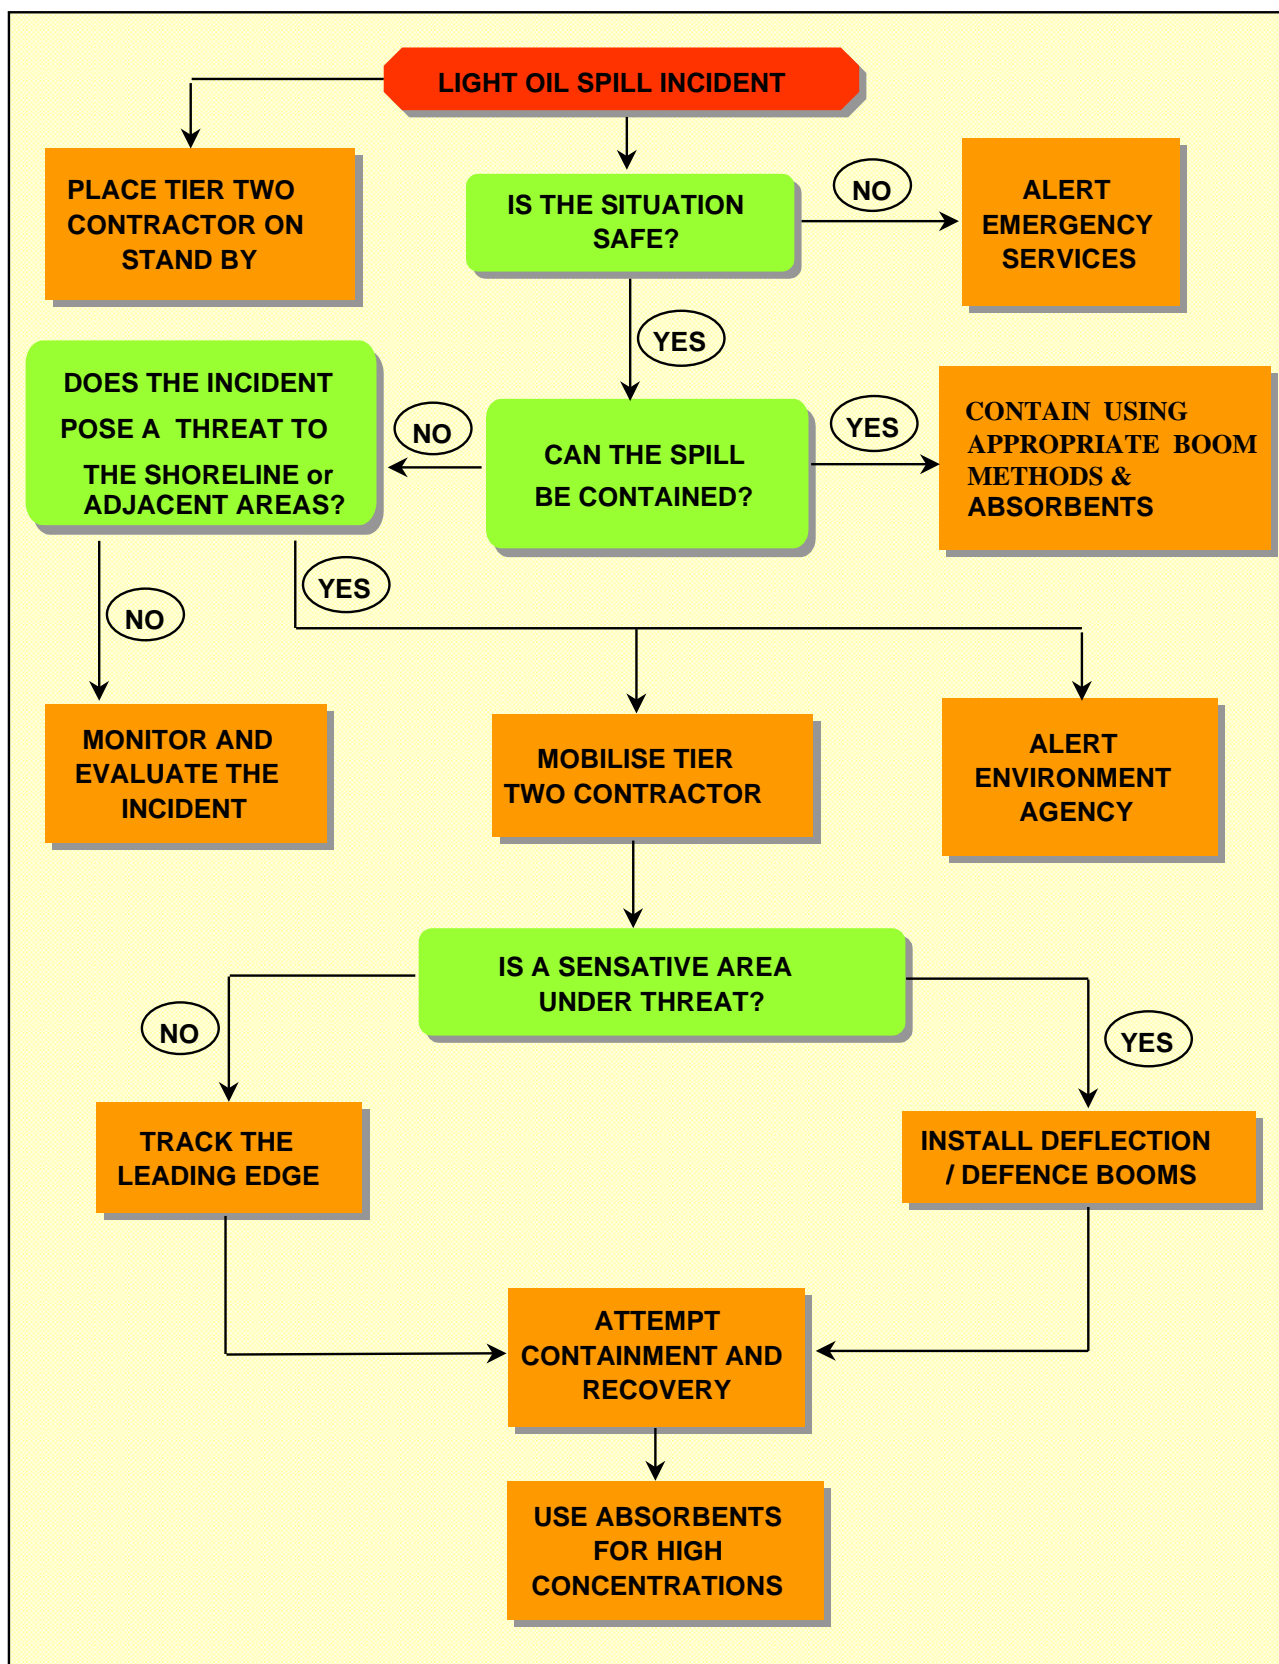 LIGHT OIL SPILL INCIDENT
PLACE TIER TWO
CONTRACTOR ON
STAND BY
IS THE SITUATION
SAFE?
NO
ALERT
EMERGENCY
SERVICES
YES
DOES THE INCIDENT
POSE A THREAT TO
THE SHORELINE or
ADJACENT AREAS?
NO
CAN THE SPILL
BE CONTAINED?
YES
CONTAIN USING
APPROPRIATE BOOM
METHODS &
ABSORBENTS
NO
YES
MONITOR AND
EVALUATE THE
INCIDENT
MOBILISE TIER
TWO CONTRACTOR
ALERT
ENVIRONMENT
AGENCY
IS A SENSATIVE AREA
UNDER THREAT?
NO
YES
TRACK THE
LEADING EDGE
INSTALL DEFLECTION
/ DEFENCE BOOMS
ATTEMPT
CONTAINMENT AND
RECOVERY
USE ABSORBENTS
FOR HIGH
CONCENTRATIONS